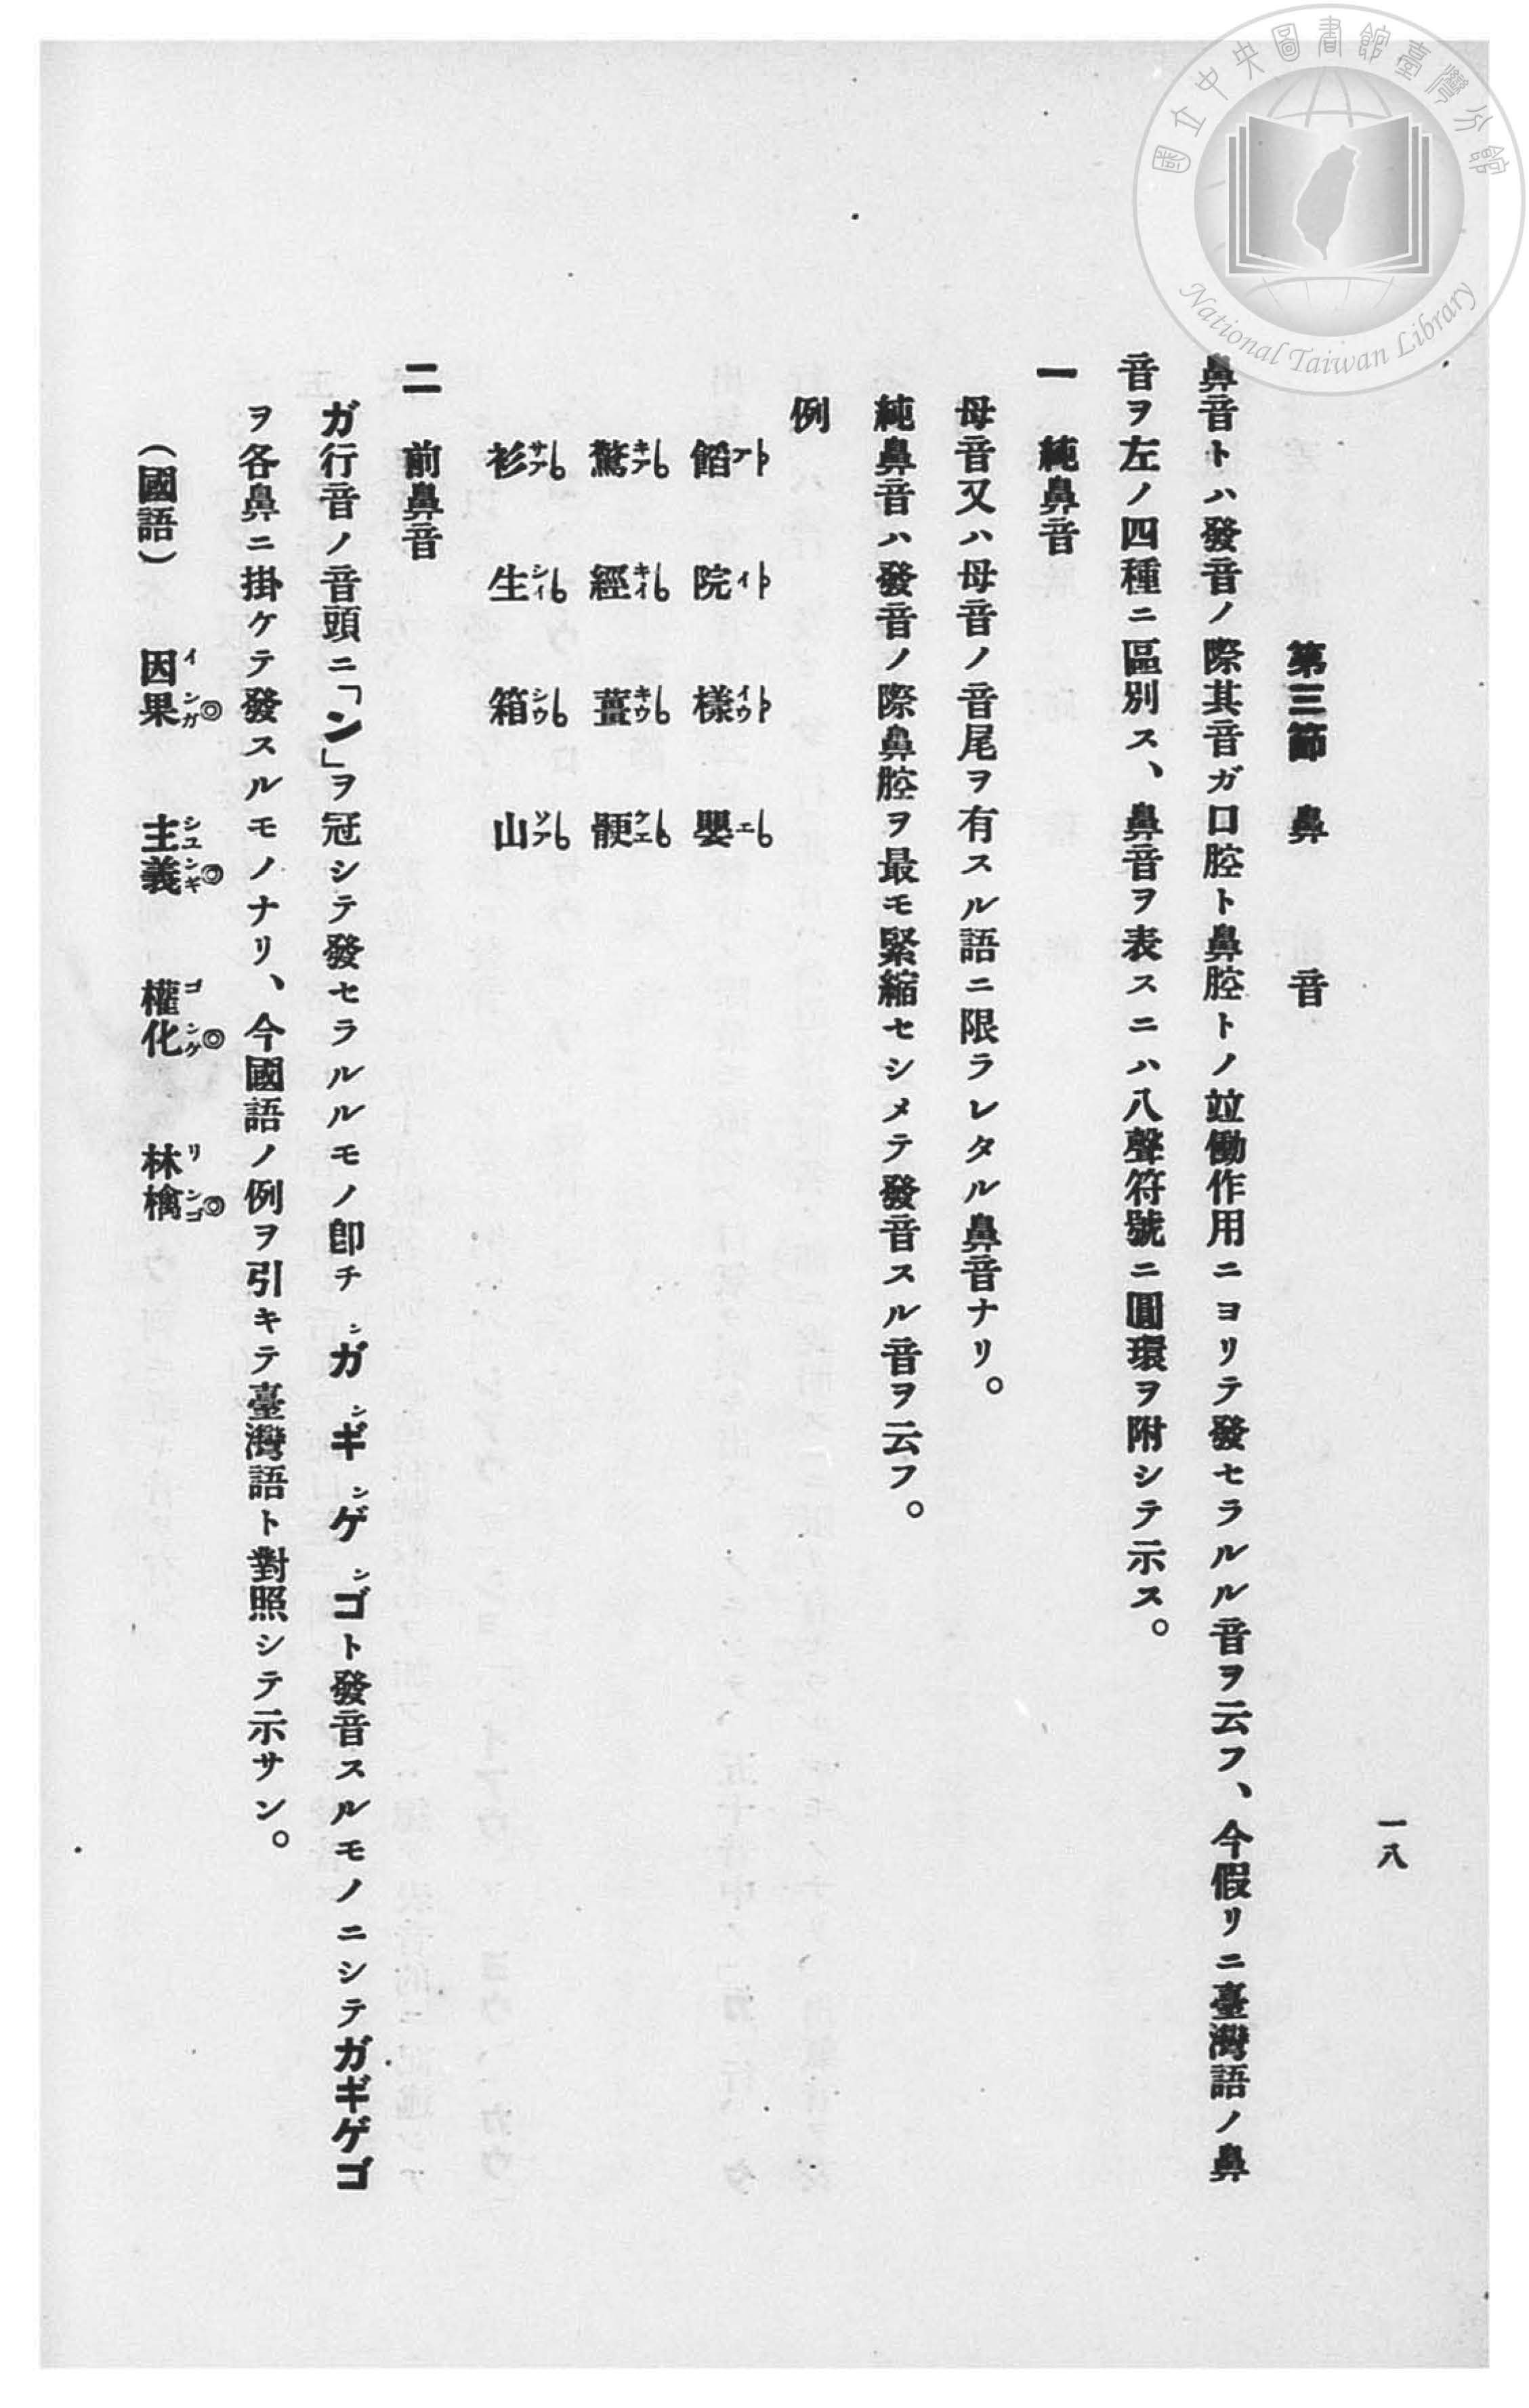 國立中央圖書館臺灣分館
National Taiwan Library
一八
第三節 鼻音
鼻音トハ發音ノ際其音ガ口腔ト鼻腔トノ竝働作用ニヨリテ發セラルル音ヲ云フ、今假リニ臺灣語ノ鼻
音ヲ左ノ四種ニ區別ス、鼻音ヲ表スニハ八聲符號ニ圓環ヲ附シテ示ス。
一 純鼻音
母音又ハ母音ノ音尾ヲ有スル語ニ限ラレタル鼻音ナリ。
純鼻音ハ發音ノ際鼻腔ヲ最モ緊縮セシメテ發音スル音ヲ云フ。
例
餡ア 院イ 樣イウ 嬰エ
驚キア 經キイ 薑キウ 骾ケエ
衫サア 生シイ 箱シウ 山ソア
二 前鼻音
ガ行音ノ音頭ニ「ン」ヲ冠シテ發セラルルモノ卽チンガンギンゲンゴト發音スルモノニシテガギゲゴ
ヲ各鼻ニ掛ケテ發スルモノナリ、今國語ノ例ヲ引キテ臺灣語ト對照シテ示サン。
（國語） 因果インガ◎ 主義シユンギ◎ 權化ゴンゲ◎ 林檎リンゴ◎